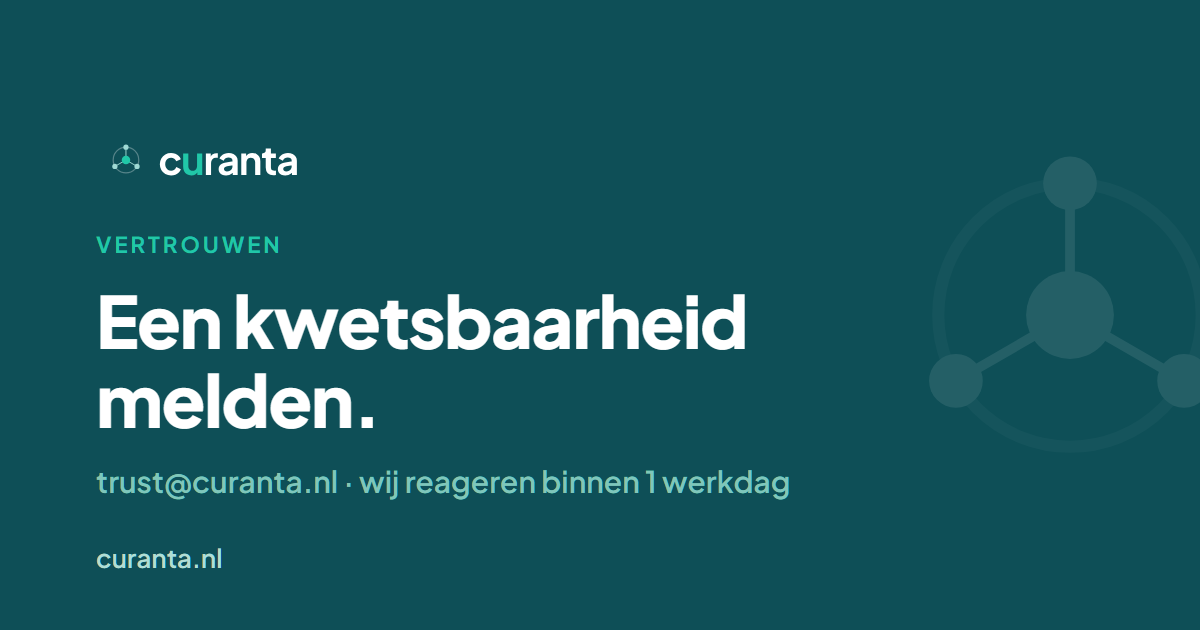 curanta
VERTROUWEN
Een kwetsbaarheid
melden.
trust@curanta.nl · wij reageren binnen 1 werkdag
curanta.nl